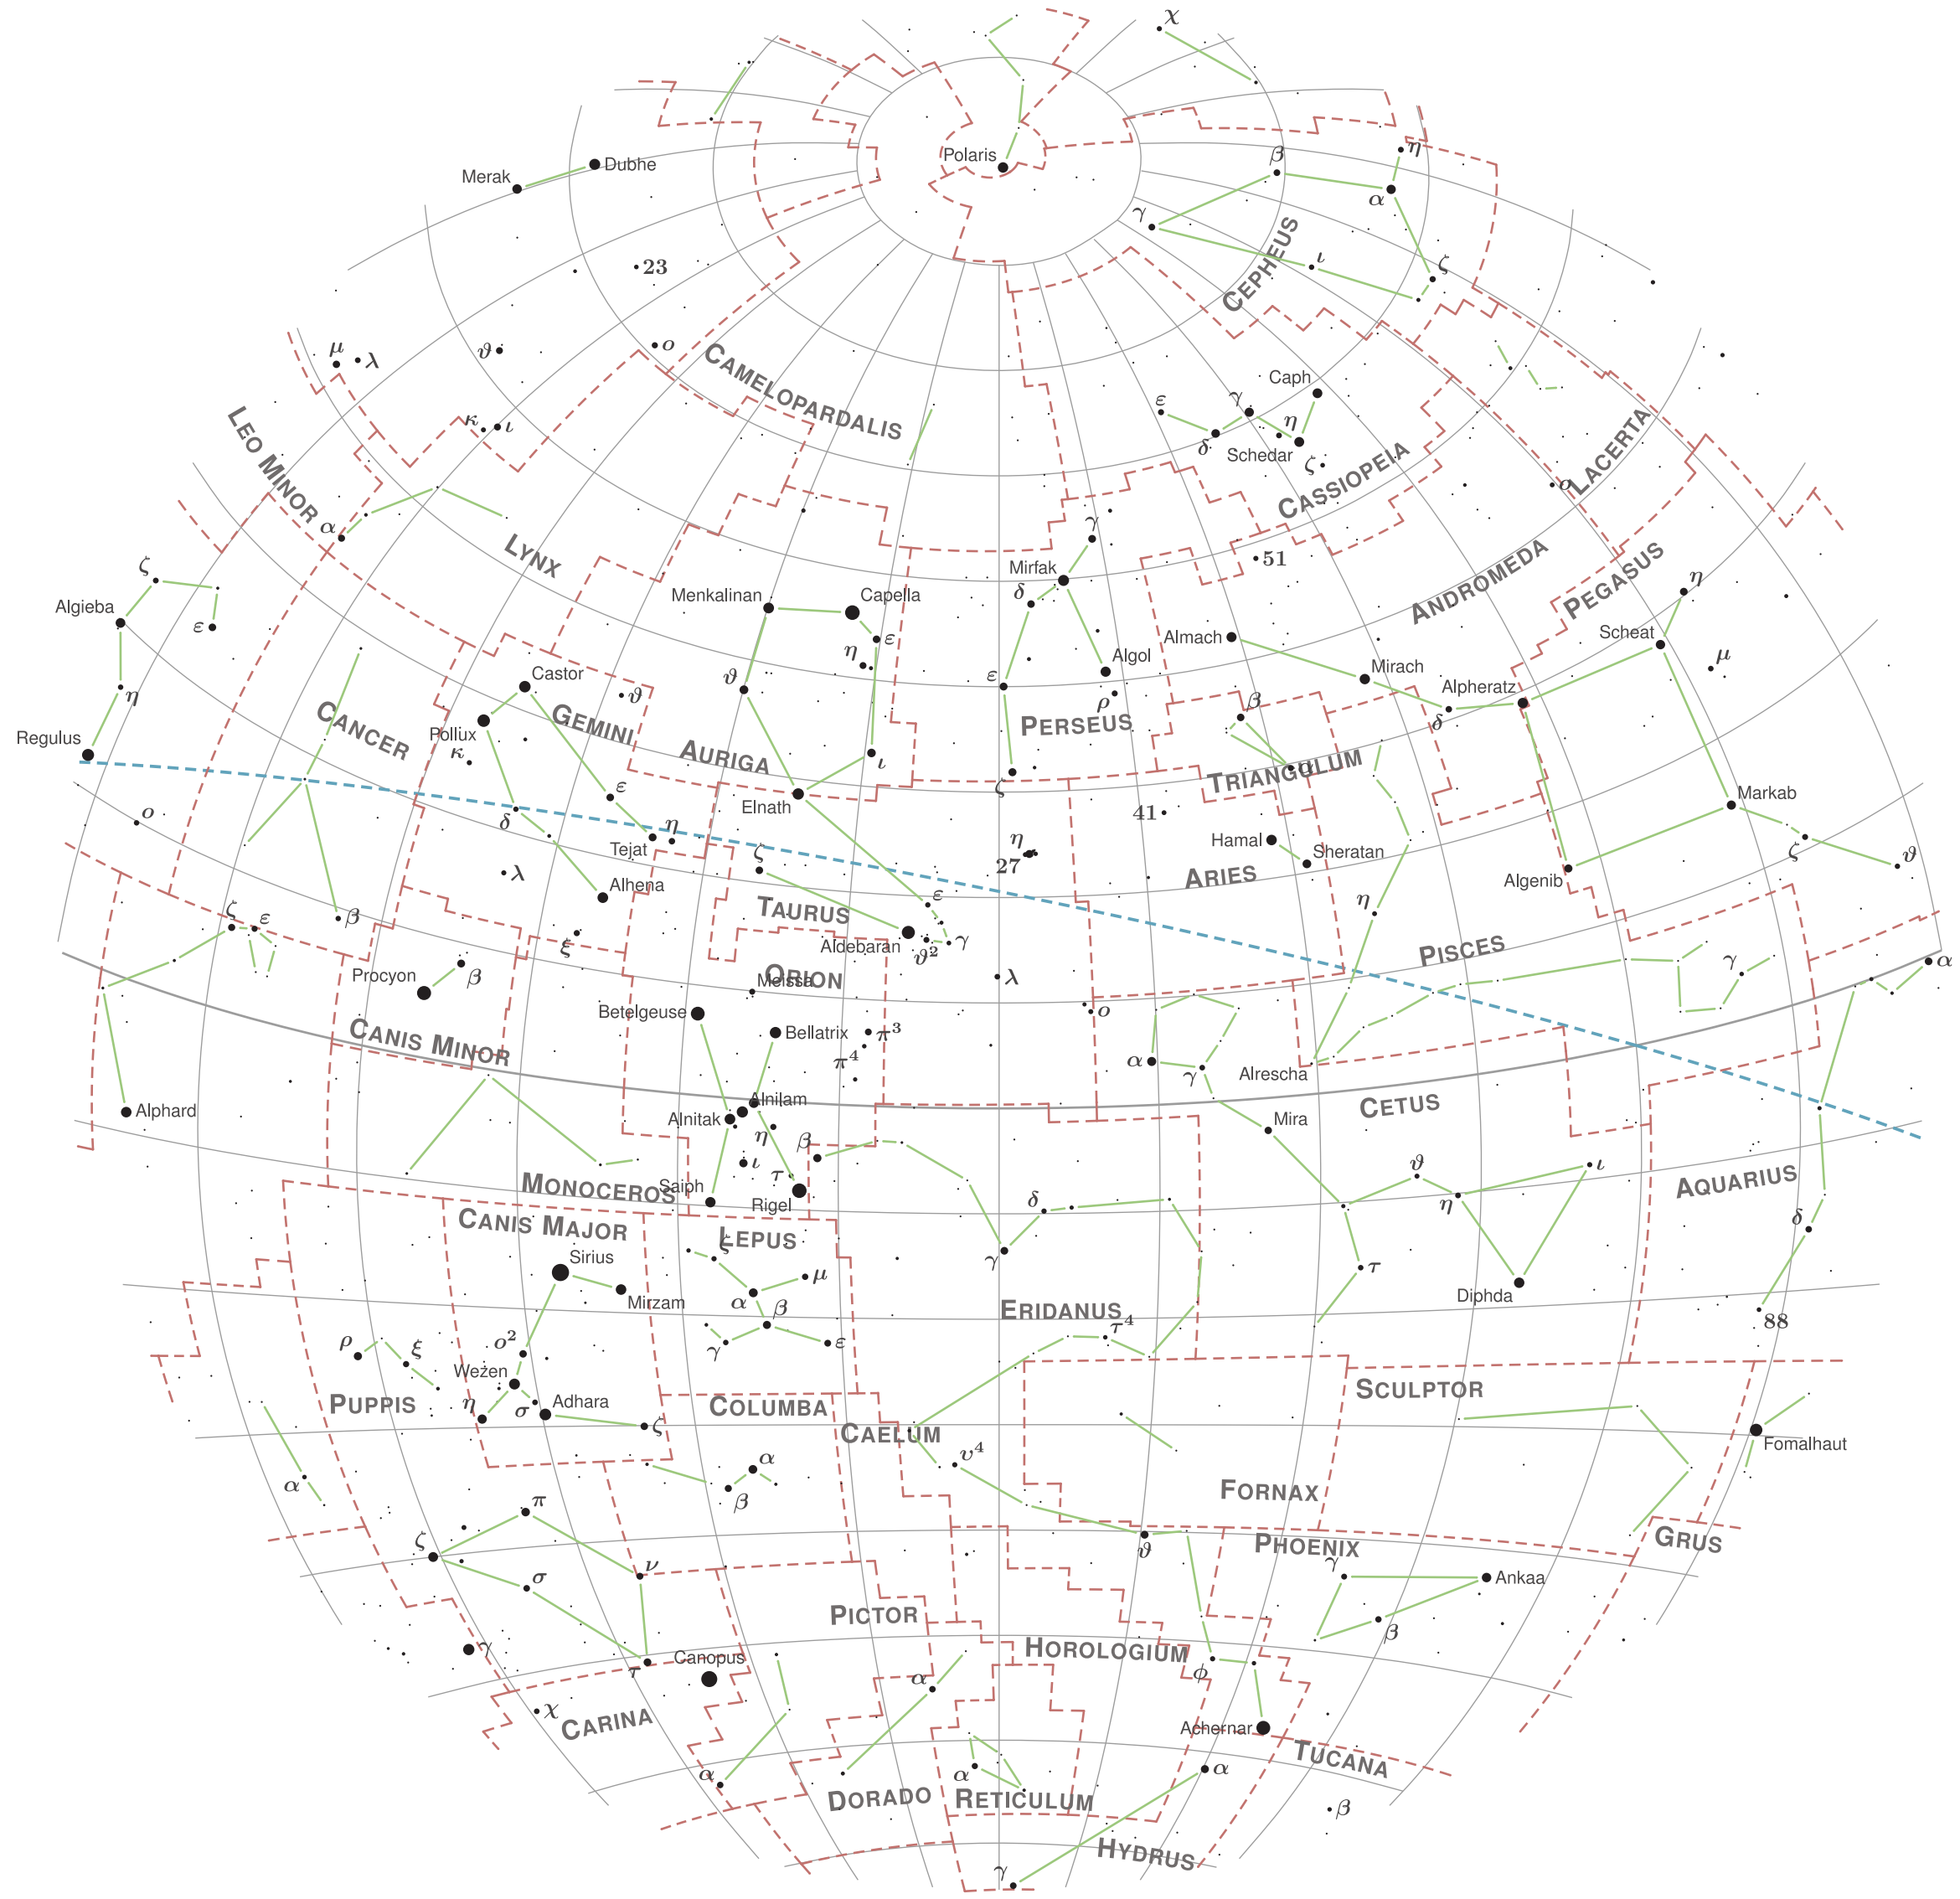 χ
Polaris
β
η
Merak
Dubhe
α
γ
23
ι
ζ
CEPHEUS
μ
λ
ϑ
ο
CAMELOPARDALIS
Caph
ε
γ
η
κ
ι
δ
Schedar
ζ
LEO MINOR
CASSIOPEIA
LACERTA
ο
α
γ
LYNX
51
ζ
Mirfak
ANDROMEDA
PEGASUS
η
Algieba
Menkalinan
Capella
δ
ε
ε
η
Almach
Scheat
Algol
μ
Castor
ϑ
ϑ
ε
Mirach
η
ρ
β
Alpheratz
δ
CANCER
GEMINI
PERSEUS
Regulus
Pollux
κ
AURIGA
ι
TRIANGULUM
α
ε
ζ
Markab
ο
δ
Elnath
41
Tejat
η
ζ
η
27
Hamal
Sheratan
ζ
ϑ
λ
Alhena
ARIES
Algenib
ζ
ε
β
TAURUS
ε
η
ξ
Aldebaran
ϑ²
γ
PISCES
Procyon
β
ORION
Meissa
λ
γ
α
Betelgeuse
ο
CANIS MINOR
Bellatrix
π³
π⁴
α
γ
Alrescha
Alphard
Alnilam
Alnitak
CETUS
Mira
η
β
ι
τ
ϑ
ι
MONOCEROS
Saiph
Rigel
δ
η
AQUARIUS
CANIS MAJOR
LEPUS
ξ
δ
γ
Sirius
μ
τ
Mirzam
α
β
ERIDANUS
Diphda
τ⁴
88
ρ
ξ
ο²
γ
ε
Wezen
PUPPIS
η
σ
Adhara
COLUMBA
SCULPTOR
ζ
CAELUM
Fomalhaut
α
υ⁴
α
β
FORNAX
π
ζ
ϑ
PHOENIX
GRUS
ν
γ
σ
Ankaa
PICTOR
β
γ
HOROLOGIUM
τ
Canopus
α
ϕ
χ
CARINA
Achernar
TUCANA
α
α
α
DORADO
RETICULUM
β
HYDRUS
γ